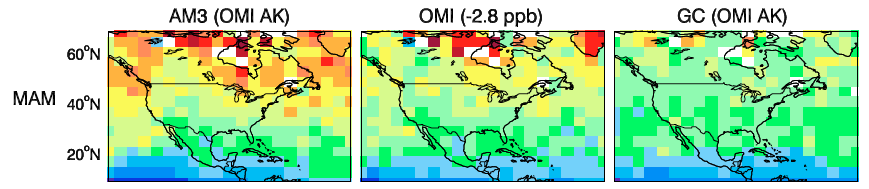 AM3 (OMI AK) OMI (-2.8 ppb) GC (OMI AK)
60°N
MAM
40°N
20°N